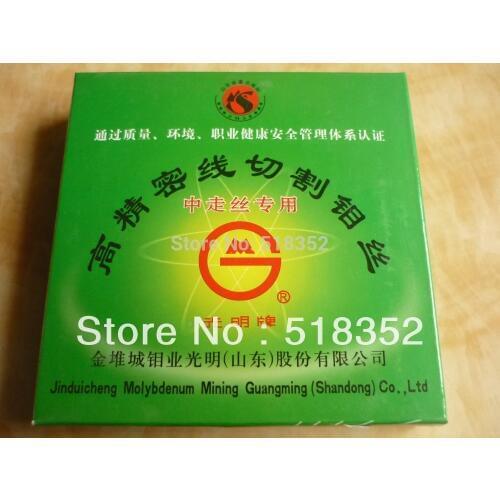 通过质量、环境、职业健康安全管理体系认证
高精密线切割钼丝
中走丝专用
Store No. 518352
®
光明牌
Store No: 518352
金堆城钼业光明(山东)股份有限公司
Jinduicheng Molybdenum Mining Guangming (Shandong) Co.,Ltd